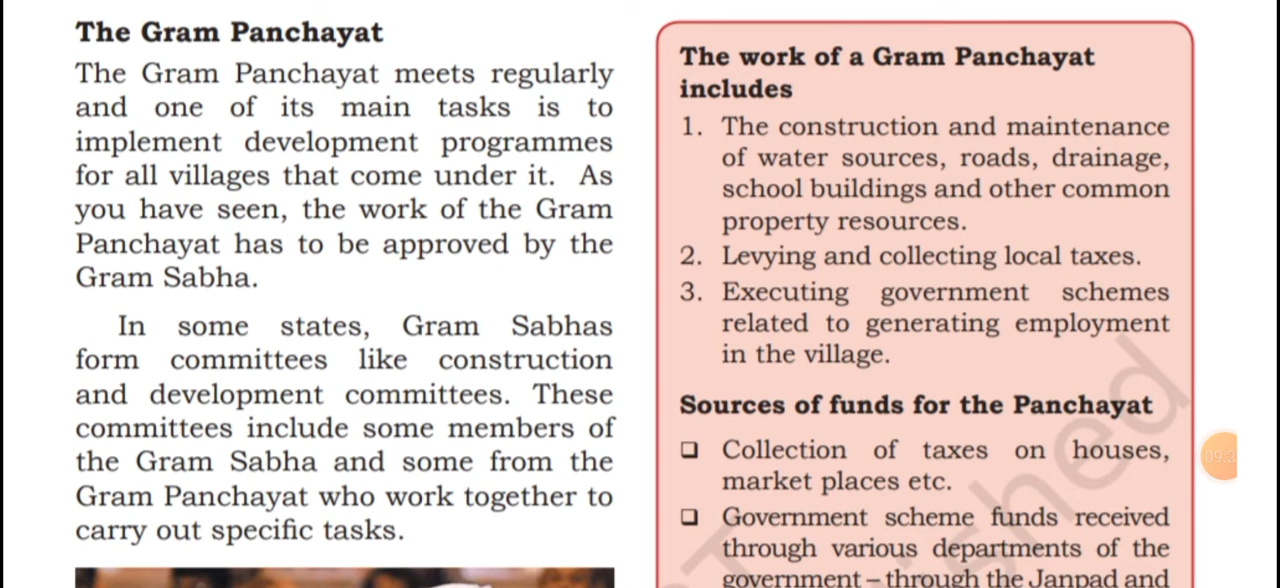 The Gram Panchayat
The Gram Panchayat meets regularly
and one of its main tasks is to
implement development programmes
for all villages that come under it. As
you have seen, the work of the Gram
Panchayat has to be approved by the
Gram Sabha.
In some states, Gram Sabhas
form committees like construction
and development committees. These
committees include some members of
the Gram Sabha and some from the
Gram Panchayat who work together to
carry out specific tasks.
The work of a Gram Panchayat
includes
1. The construction and maintenance
of water sources, roads, drainage,
school buildings and other common
property resources.
2. Levying and collecting local taxes.
3. Executing government schemes
related to generating employment
in the village.
Sources of funds for the Panchayat
❑ Collection of taxes on houses,
market places etc.
❑ Government scheme funds received
through various departments of the
government – through the Janpad and